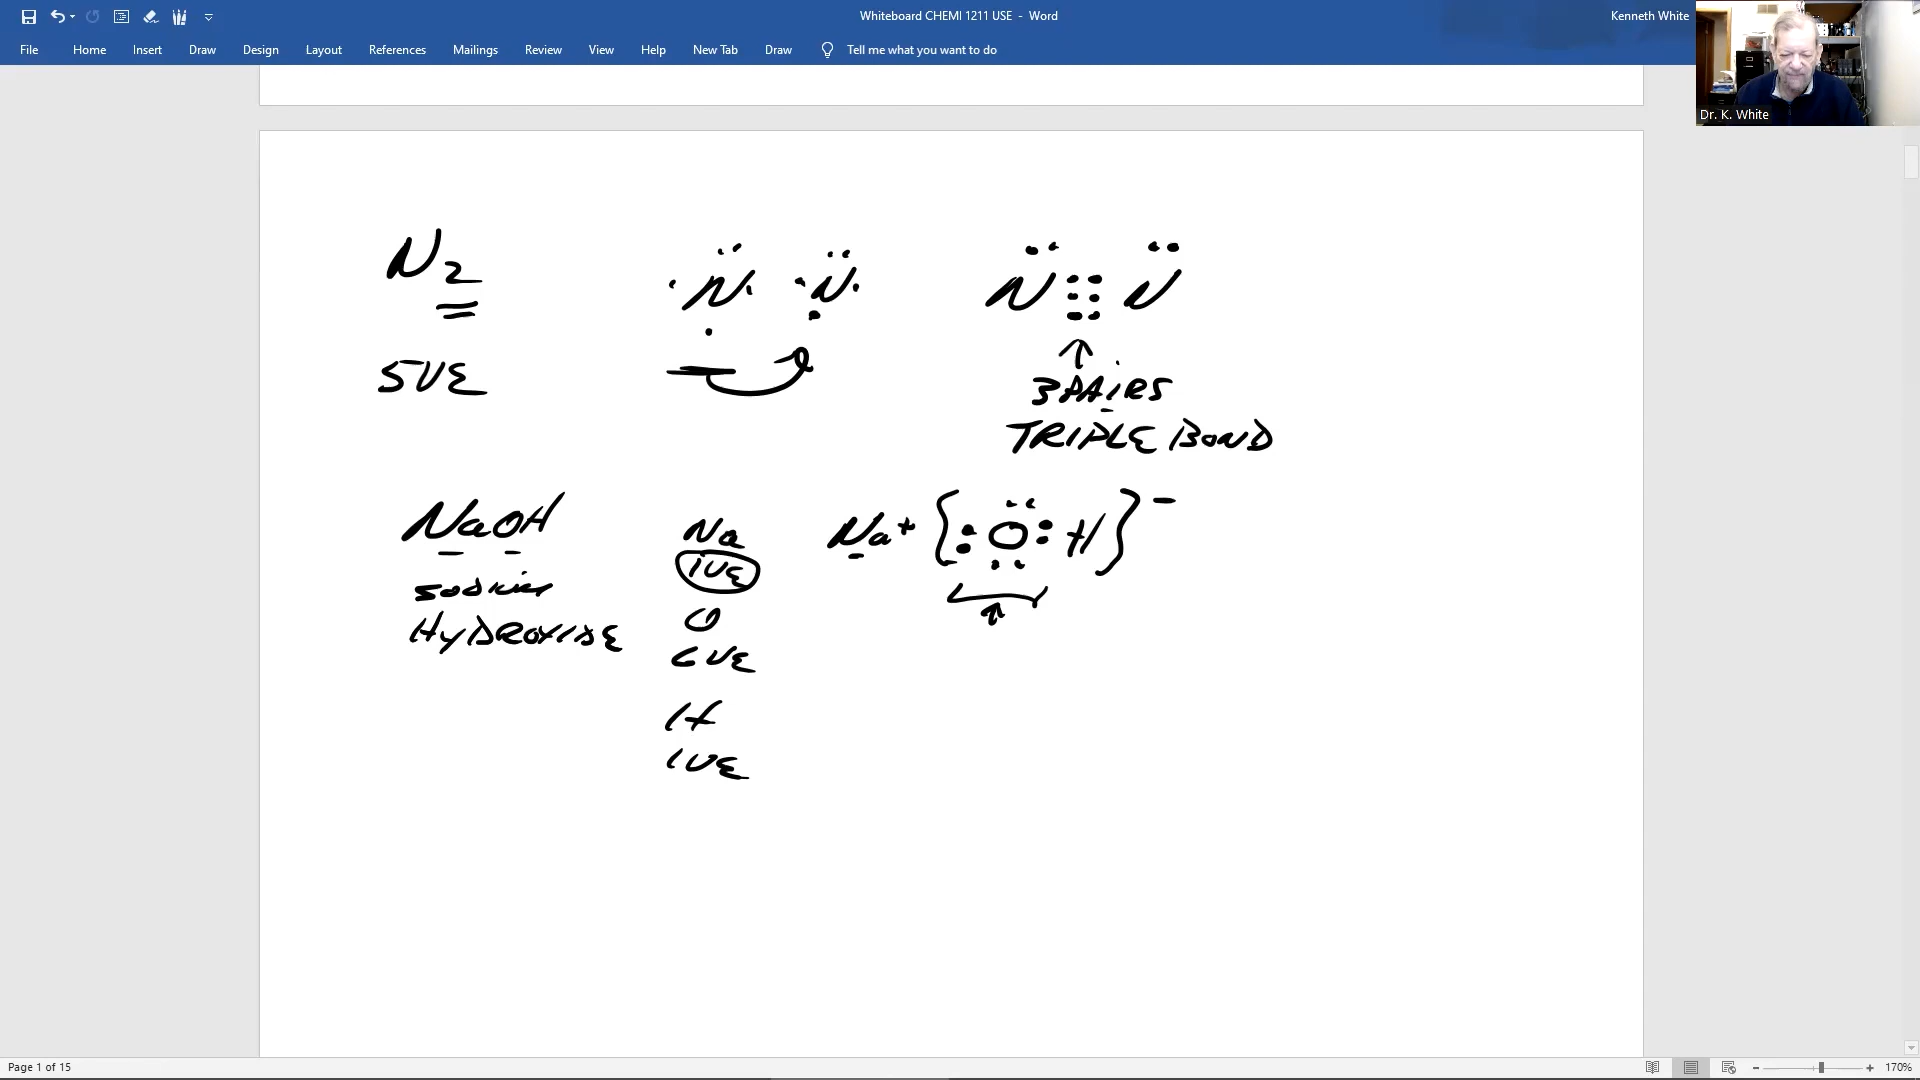 Whiteboard CHEMI 1211 USE - Word
Kenneth White
File Home Insert Draw Design Layout References Mailings Review View Help New Tab Draw Tell me what you want to do
Dr. K. White
N2
N N
N N
5VE
3 PAiRS
TRIPLE BOND
NaOH
Na
Na+ [:O:H]-
1VE
SODIUM
HYDROXIDE
O
6VE
H
1VE
Page 1 of 15
170%